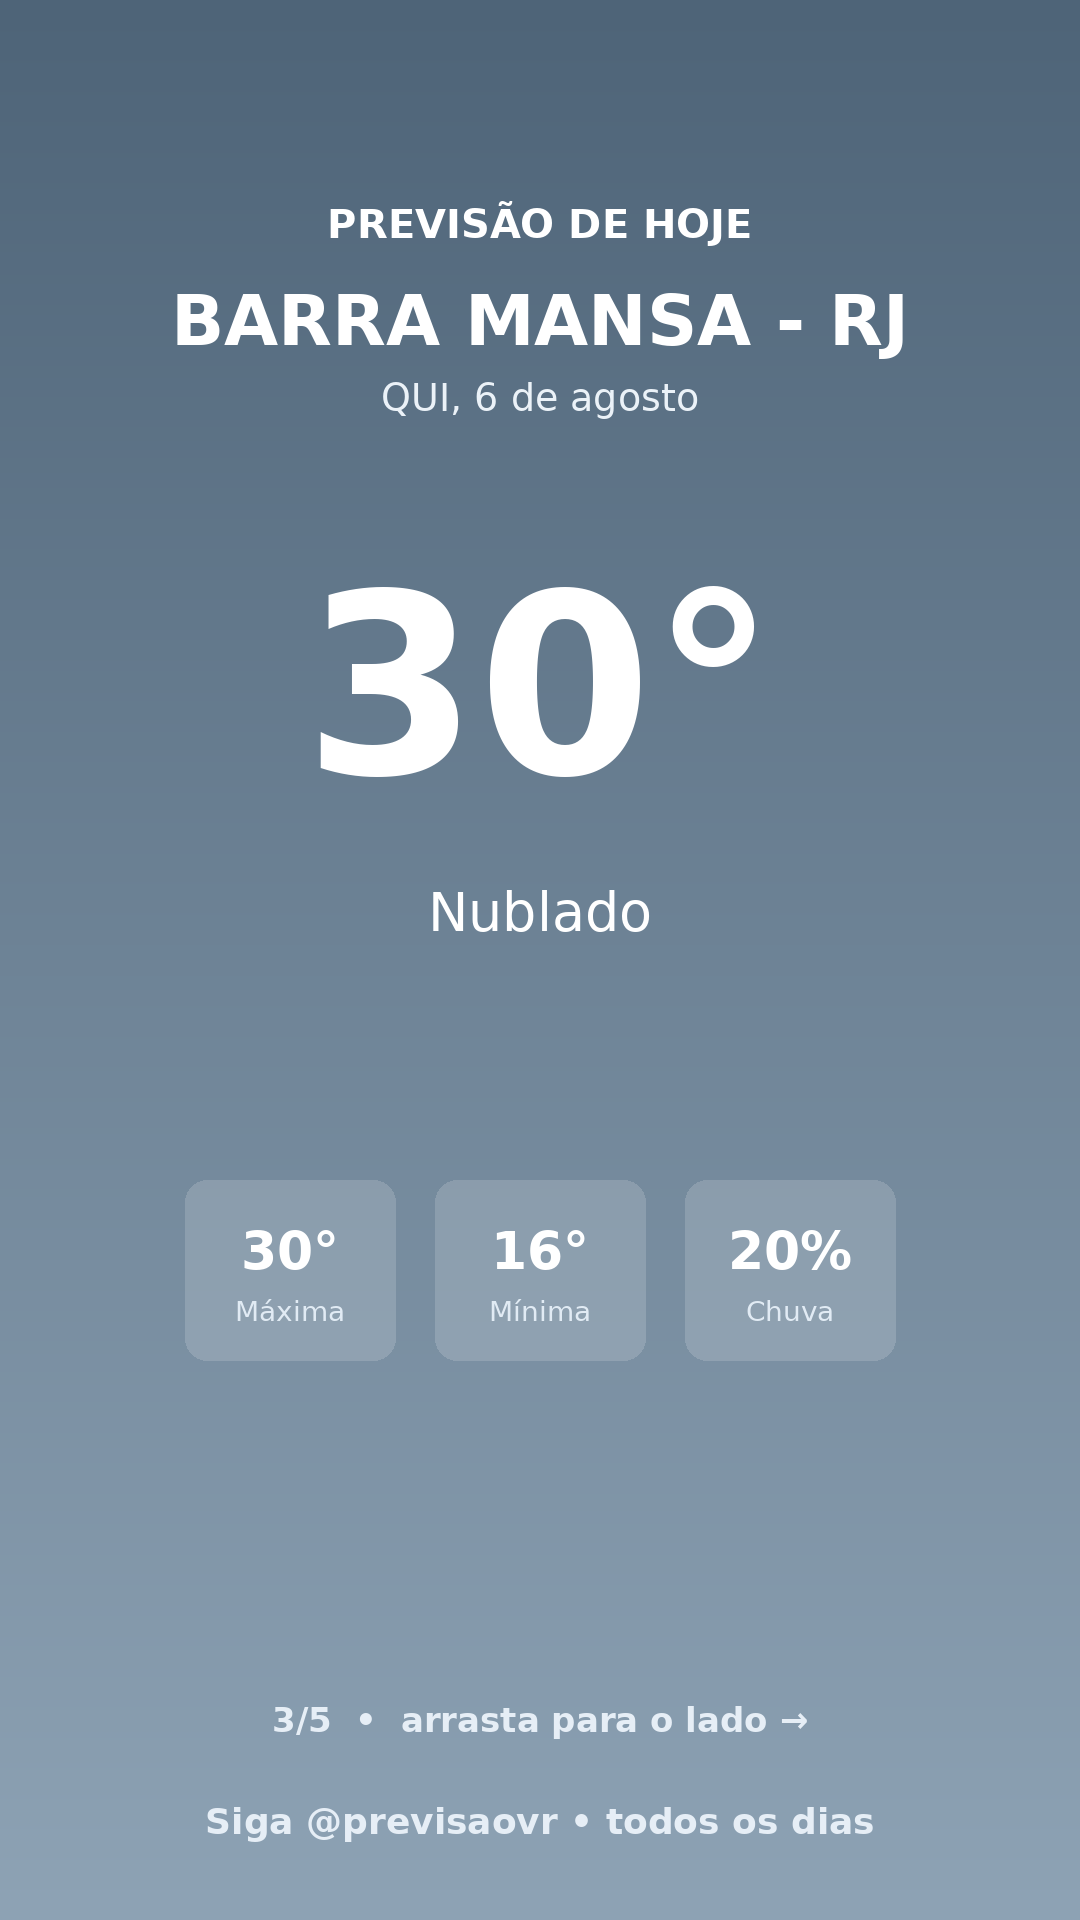 PREVISÃO DE HOJE
BARRA MANSA - RJ
QUI, 6 de agosto
30°
Nublado
30° 16° 20%
Máxima Mínima Chuva
3/5 • arrasta para o lado →
Siga @previsaovr • todos os dias